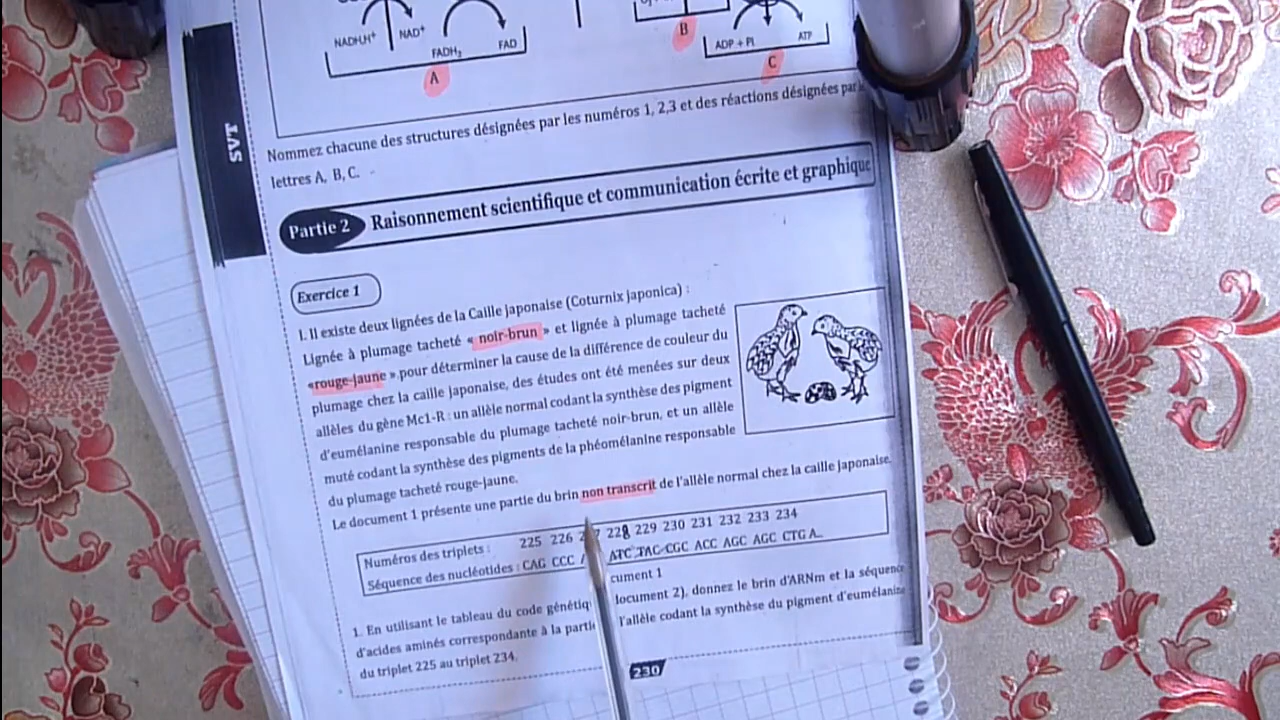 NADH,H⁺ NAD⁺
FADH₂ FAD
ADP + Pi ATP
A
B
C
SVT
Nommez chacune des structures désignées par les numéros 1, 2,3 et des réactions désignées par
lettres A, B, C.
Partie 2 Raisonnement scientifique et communication écrite et graphique
Exercice 1
I. Il existe deux lignées de la Caille japonaise (Coturnix japonica) :
Lignée à plumage tacheté « noir-brun » et lignée à plumage tacheté
«rouge-jaune » pour déterminer la cause de la différence de couleur du
plumage chez la caille japonaise, des études ont été menées sur deux
allèles du gène Mc1-R : un allèle normal codant la synthèse des pigment
d'eumélanine responsable du plumage tacheté noir-brun, et un allèle
muté codant la synthèse des pigments de la phéomélanine responsable
du plumage tacheté rouge-jaune.
Le document 1 présente une partie du brin non transcrit de l'allèle normal chez la caille japonaise.
Numéros des triplets : 225 226 228 229 230 231 232 233 234
Séquence des nucléotides : CAG CCC ATC TAC CGC ACC AGC AGC CTG A...
cument 1
1. En utilisant le tableau du code génétiq locument 2), donnez le brin d'ARNm et la séquence
d'acides aminés correspondante à la partie l'allèle codant la synthèse du pigment d'eumélanine
du triplet 225 au triplet 234.
230